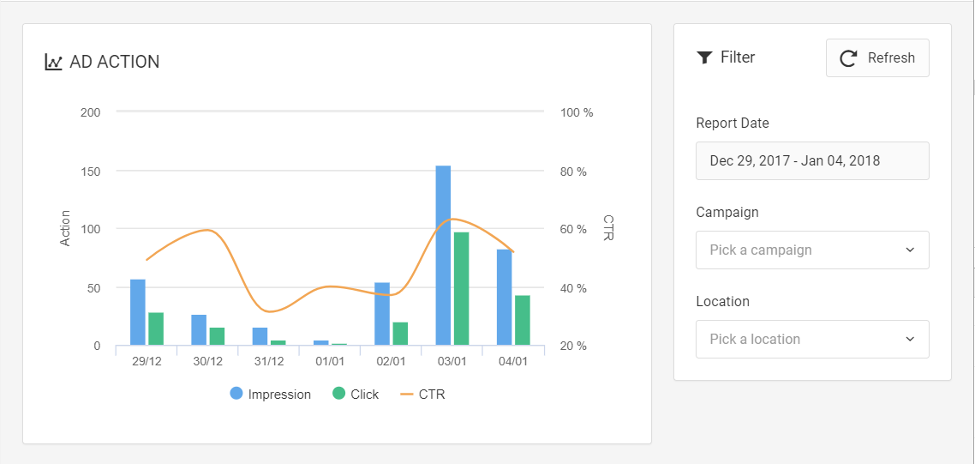 AD ACTION
200
150
100
50
0
Action
100 %
80 %
60 %
40 %
20 %
CTR
29/12 30/12 31/12 01/01 02/01 03/01 04/01
Impression Click CTR
Filter Refresh
Report Date
Dec 29, 2017 - Jan 04, 2018
Campaign
Pick a campaign
Location
Pick a location